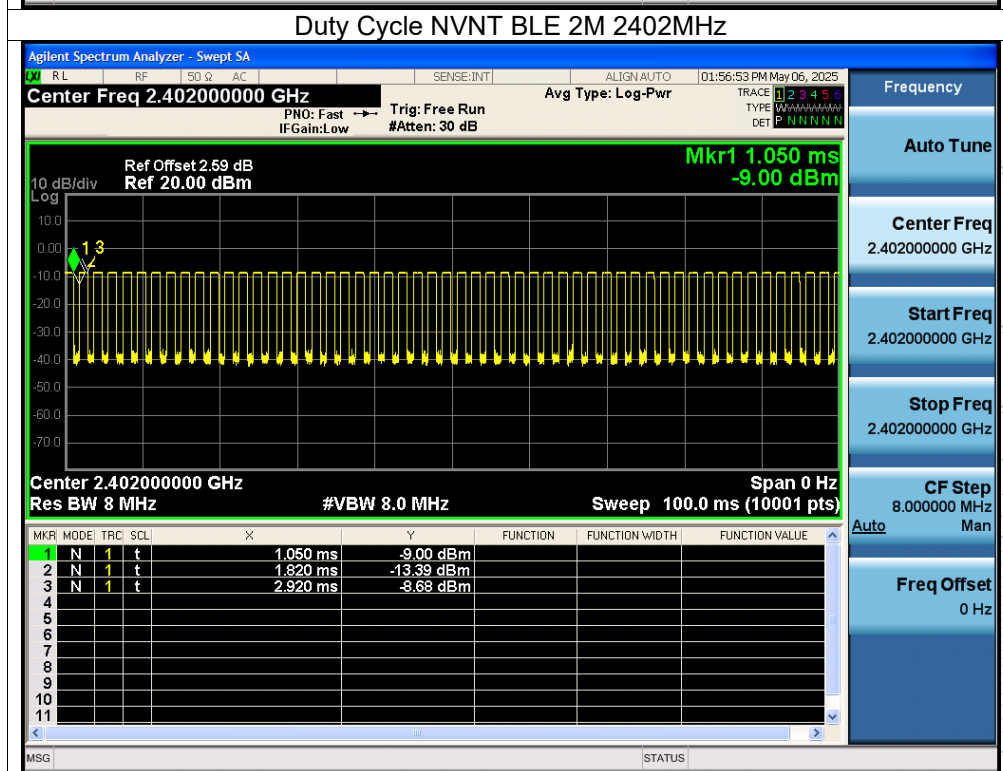 Duty Cycle NVNT BLE 2M 2402MHz
Agilent Spectrum Analyzer - Swept SA
LXI RL RF 50 Ω AC SENSE:INT ALIGN AUTO 01:56:53 PM May 06, 2025
Center Freq 2.402000000 GHz Avg Type: Log-Pwr TRACE 1 2 3 4 5 6
PNO: Fast Trig: Free Run TYPE W
IFGain:Low #Atten: 30 dB DET P N N N N N
Mkr1 1.050 ms
Ref Offset 2.59 dB
-9.00 dBm
10 dB/div Ref 20.00 dBm
Log
10.0
0.00
1 2 3
-10.0
-20.0
-30.0
-40.0
-50.0
-60.0
-70.0
Center 2.402000000 GHz Span 0 Hz
Res BW 8 MHz #VBW 8.0 MHz Sweep 100.0 ms (10001 pts)
MKR MODE TRC SCL X Y FUNCTION FUNCTION WIDTH FUNCTION VALUE
1 N 1 t 1.050 ms -9.00 dBm
2 N 1 t 1.820 ms -13.39 dBm
3 N 1 t 2.920 ms -8.68 dBm
4
5
6
7
8
9
10
11
MSG STATUS
Frequency
Auto Tune
Center Freq
2.402000000 GHz
Start Freq
2.402000000 GHz
Stop Freq
2.402000000 GHz
CF Step
8.000000 MHz
Auto Man
Freq Offset
0 Hz